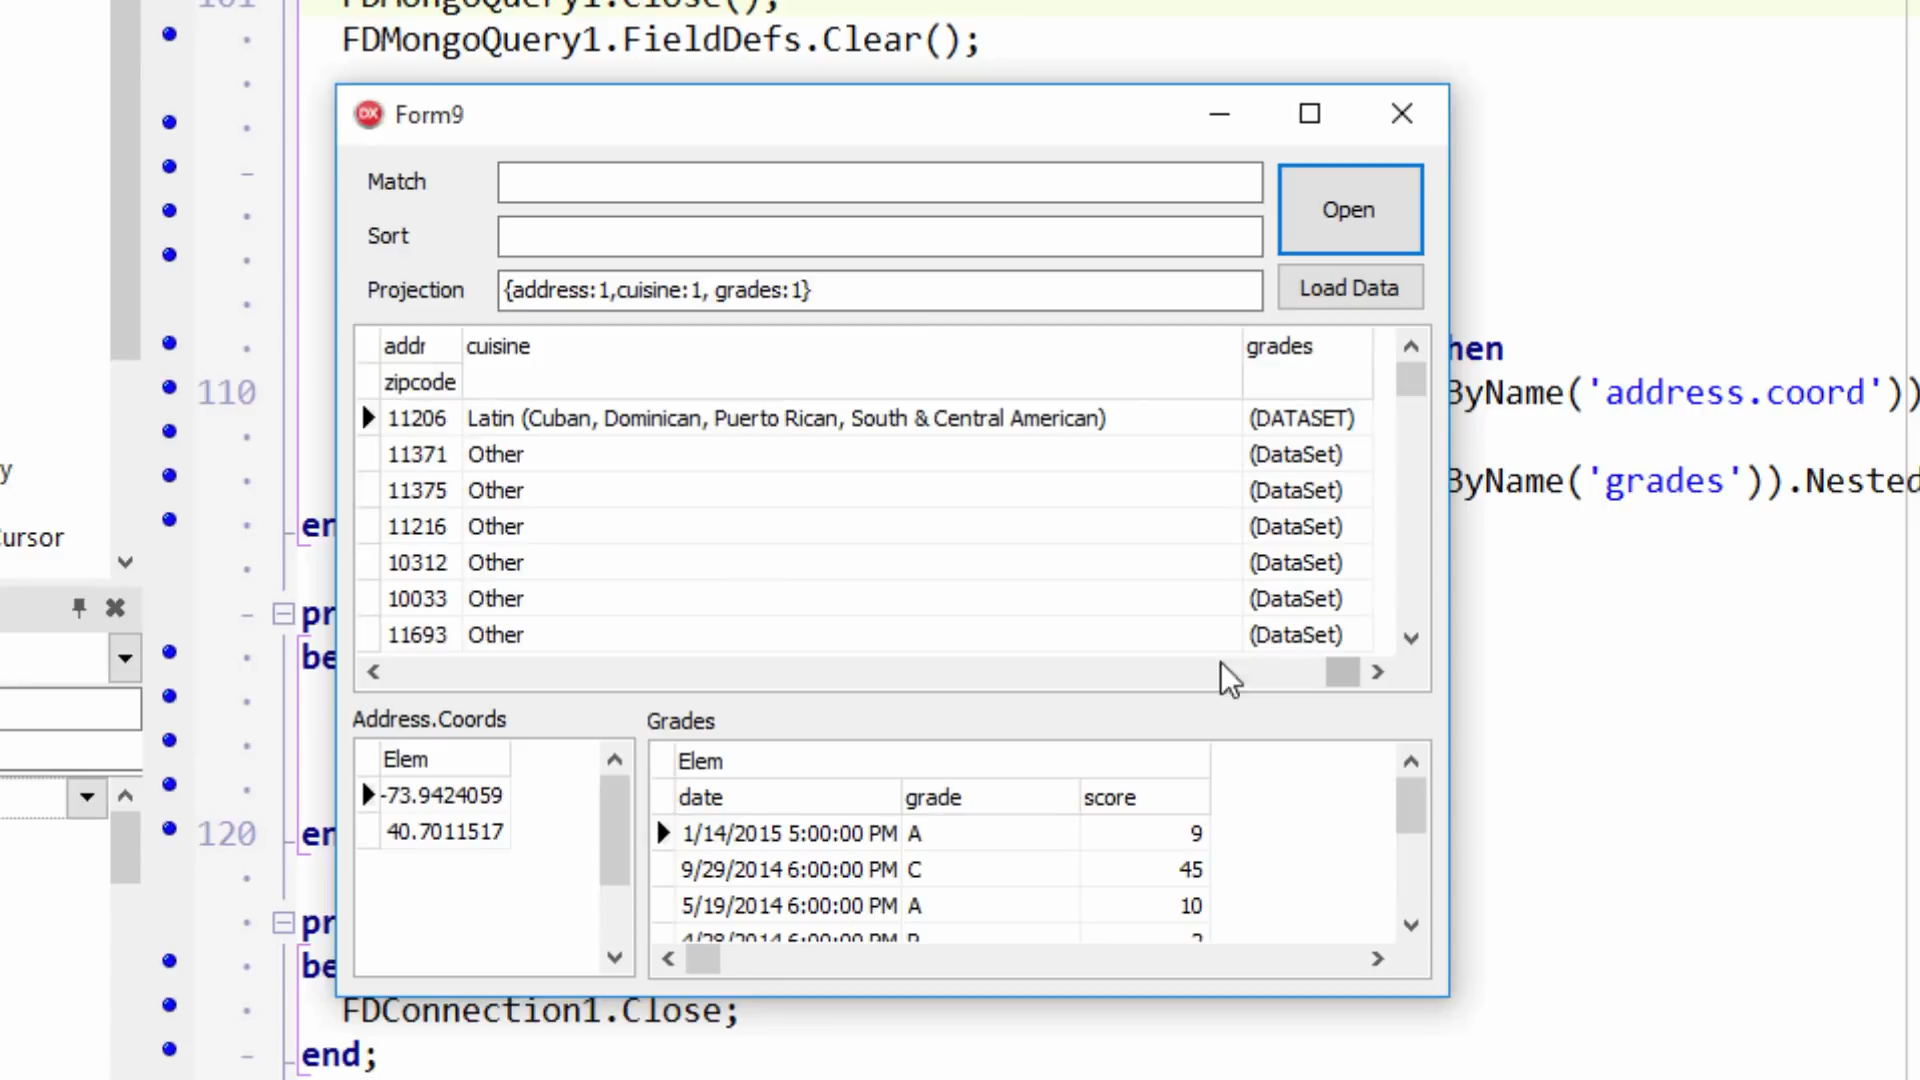 FDMongoQuery1.Close();
FDMongoQuery1.FieldDefs.Clear();
DX Form9
Match
Open
Sort
Projection {address:1,cuisine:1, grades:1}
Load Data
addr cuisine grades
hen
zipcode
110
ByName('address.coord'))
11206 Latin (Cuban, Dominican, Puerto Rican, South & Central American) (DATASET)
11371 Other (DataSet)
y
ByName('grades')).Nested
11375 Other (DataSet)
11216 Other (DataSet)
en
Cursor
10312 Other (DataSet)
10033 Other (DataSet)
pr
11693 Other (DataSet)
be
Address.Coords
Grades
Elem
Elem
-73.9424059
date grade score
40.7011517
120
en
1/14/2015 5:00:00 PM A 9
9/29/2014 6:00:00 PM C 45
5/19/2014 6:00:00 PM A 10
pr
be
FDConnection1.Close;
end;